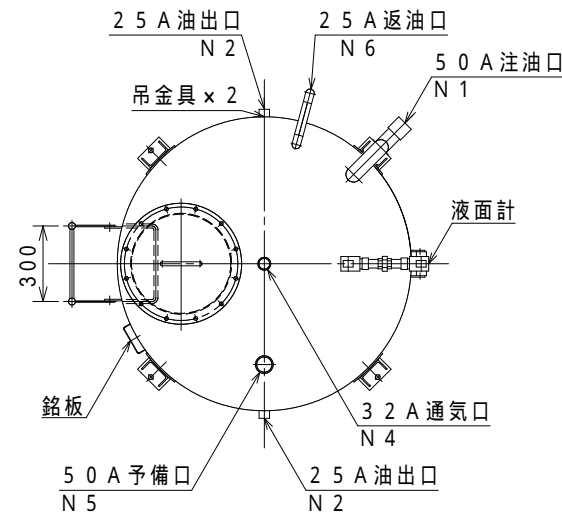 25A油出口
N2
25A返油口
N6
50A注油口
N1
吊金具×2
液面計
300
銘板
32A通気口
N4
50A予備口
N5
25A油出口
N2